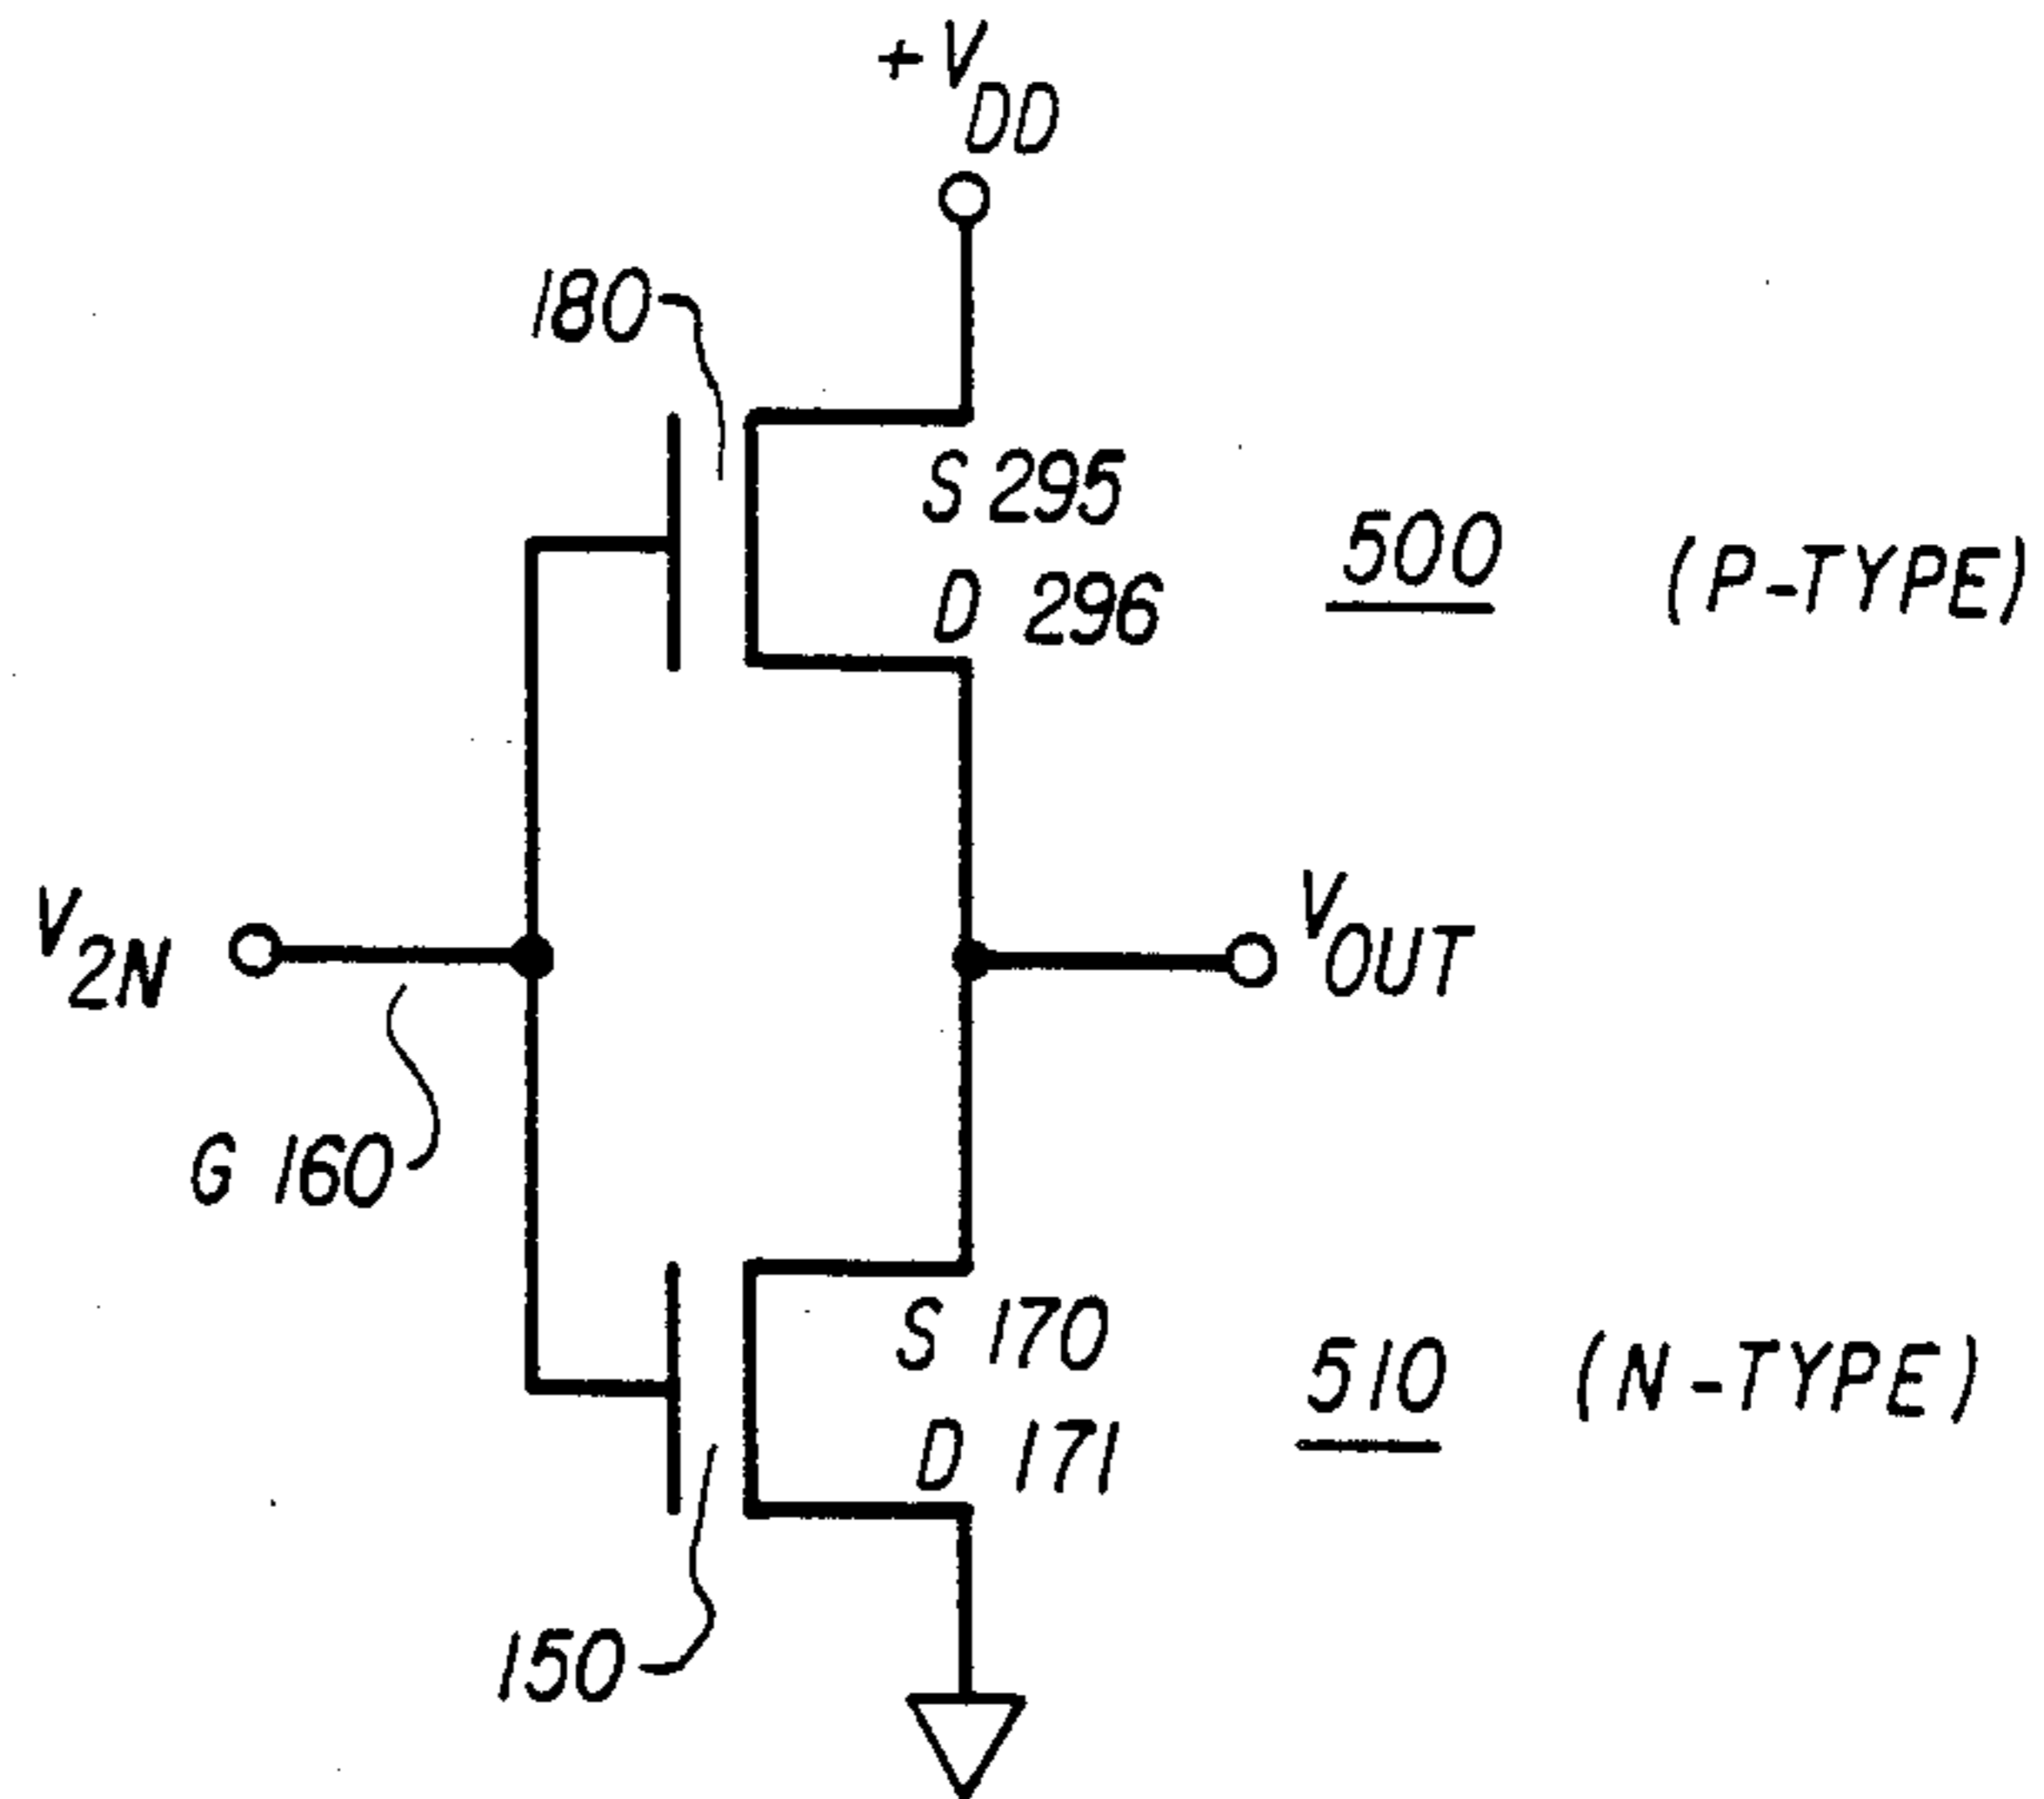 +VDD
180
S 295
D 296
500 (P-TYPE)
V2N
VOUT
G 160
S 170
D 171
510 (N-TYPE)
150